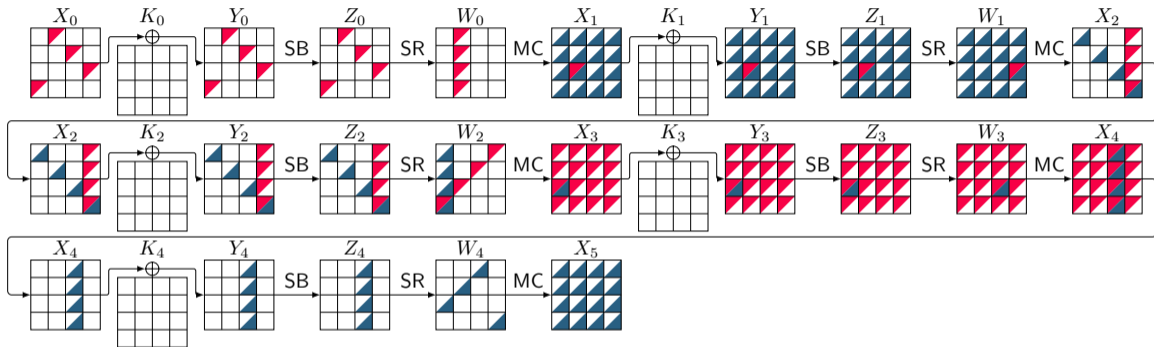 X₀ K₀ Y₀ SB Z₀ SR W₀ MC X₁ K₁ Y₁ SB Z₁ SR W₁ MC X₂
X₂ K₂ Y₂ SB Z₂ SR W₂ MC X₃ K₃ Y₃ SB Z₃ SR W₃ MC X₄
X₄ K₄ Y₄ SB Z₄ SR W₄ MC X₅